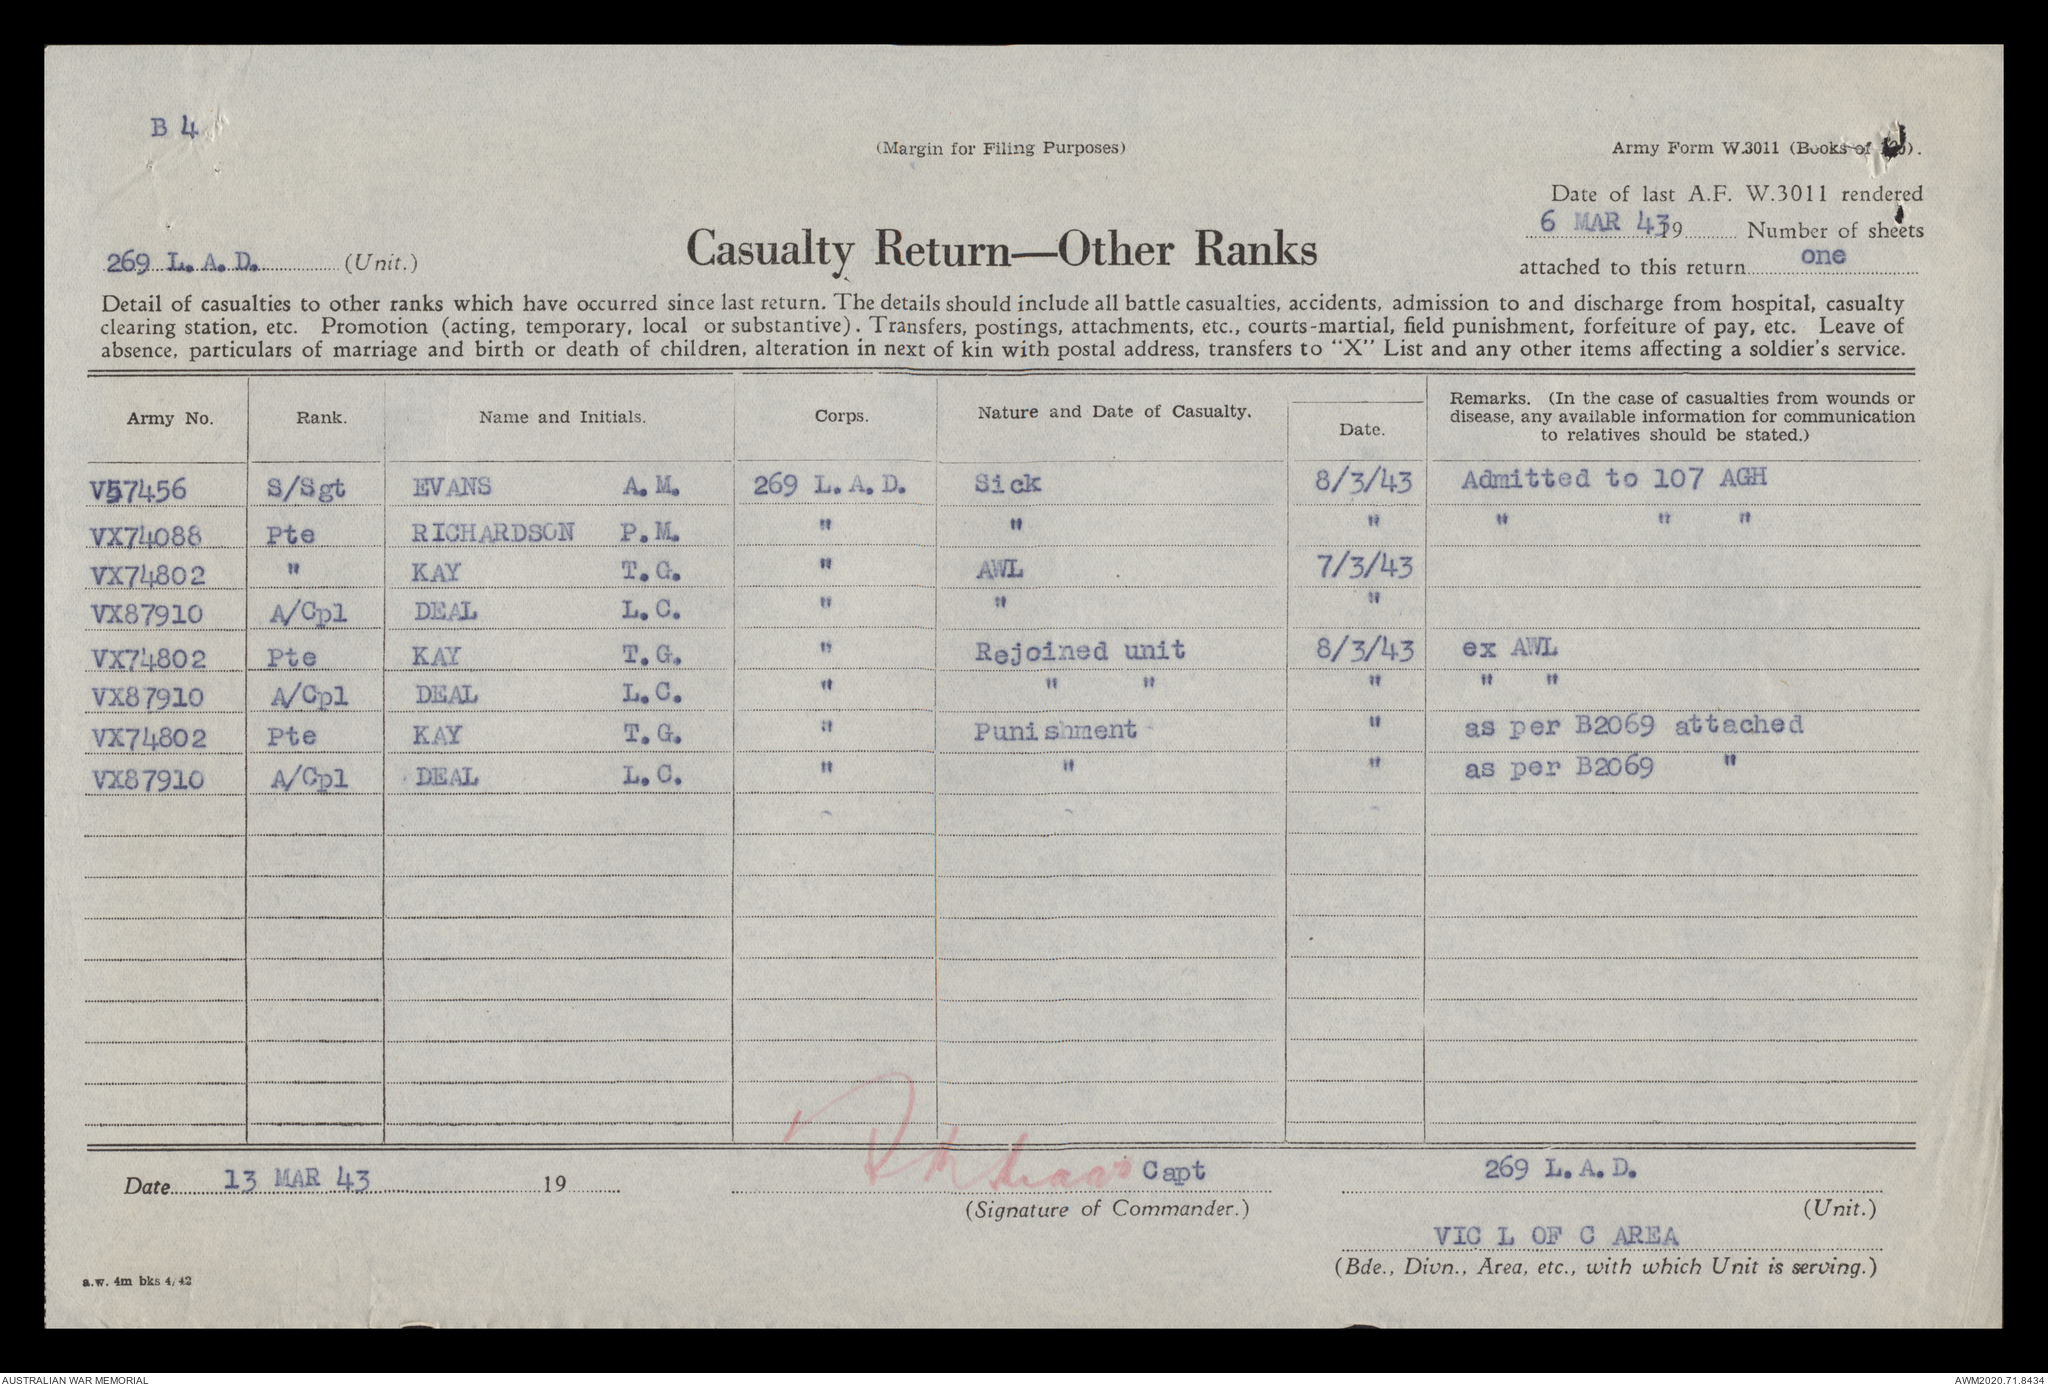 B 4
(Margin for Filing Purposes)
Army Form W.3011 (Books of
Date of last A.F. W.3011 rendered
6 MAR 43 19 Number of sheets
attached to this return one
269 L.A.D. (Unit.)
Casualty Return—Other Ranks
Detail of casualties to other ranks which have occurred since last return. The details should include all battle casualties, accidents, admission to and discharge from hospital, casualty
clearing station, etc. Promotion (acting, temporary, local or substantive). Transfers, postings, attachments, etc., courts-martial, field punishment, forfeiture of pay, etc. Leave of
absence, particulars of marriage and birth or death of children, alteration in next of kin with postal address, transfers to "X" List and any other items affecting a soldier's service.
Army No. Rank. Name and Initials. Corps. Nature and Date of Casualty. Date. Remarks. (In the case of casualties from wounds or
disease, any available information for communication
to relatives should be stated.)
V57456 S/Sgt EVANS A.M. 269 L.A.D. Sick 8/3/43 Admitted to 107 AGH
VX74088 Pte RICHARDSON P.M. " " " " " "
VX74802 " KAY T.G. " AWL 7/3/43
VX87910 A/Cpl DEAL L.C. " " "
VX74802 Pte KAY T.G. " Rejoined unit 8/3/43 ex AWL
VX87910 A/Cpl DEAL L.C. " " " " " "
VX74802 Pte KAY T.G. " Punishment " as per B2069 attached
VX87910 A/Cpl DEAL L.C. " " " as per B2069 "
Date 13 MAR 43 19
Capt
(Signature of Commander.)
269 L.A.D.
(Unit.)
VIC L OF C AREA
(Bde., Divn., Area, etc., with which Unit is serving.)
a.w. 4m bks 4/42
AUSTRALIAN WAR MEMORIAL
AWM2020.71.8434